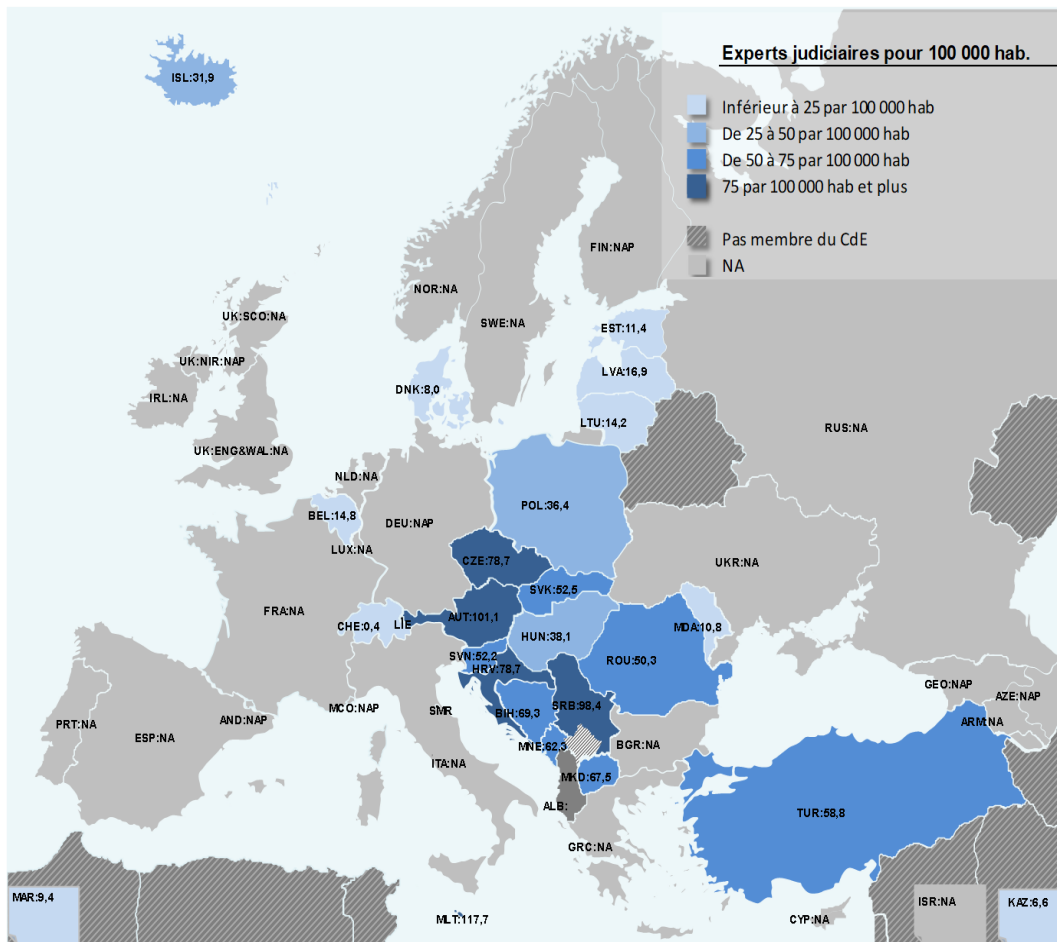 Experts judiciaires pour 100 000 hab.
Inférieur à 25 par 100 000 hab
De 25 à 50 par 100 000 hab
De 50 à 75 par 100 000 hab
75 par 100 000 hab et plus
Pas membre du CdE
NA
ISL:31,9
FIN:NAP
NOR:NA
SWE:NA
UK:SCO:NA
EST:11,4
UK:NIR:NAP
LVA:16,9
DNK:8,0
IRL:NA
LTU:14,2
RUS:NA
UK:ENG&WAL:NA
NLD:NA
POL:36,4
BEL:14,8
DEU:NAP
LUX:NA
CZE:78,7
UKR:NA
SVK:52,5
FRA:NA
AUT:101,1
CHE:0,4
LIE
MDA:10,8
HUN:38,1
SVN:52,2
ROU:50,3
HRV:78,7
GEO:NAP
AZE:NAP
MCO:NAP
SMR
SRB:98,4
BIH:69,3
AND:NAP
PRT:NA
ARM:NA
ESP:NA
MNE:62,3
BGR:NA
ITA:NA
MKD:67,5
ALB:
TUR:58,8
GRC:NA
MAR:9,4
ISR:NA
KAZ:6,6
MLT:117,7
CYP:NA